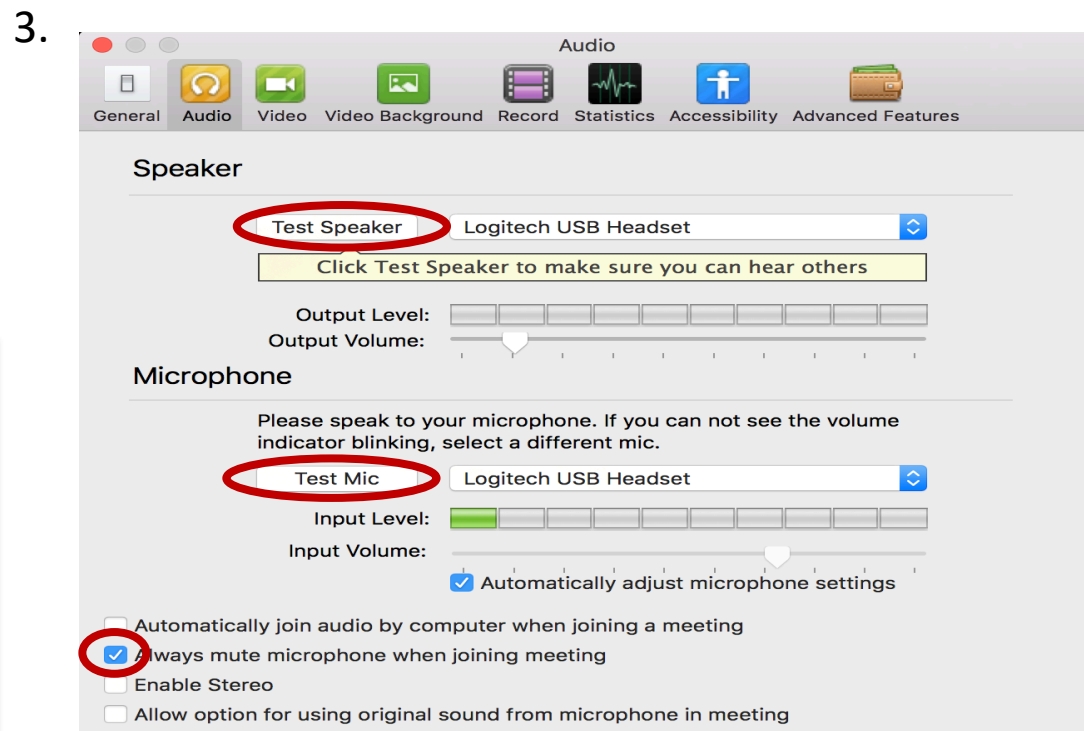 3.
Audio
General Audio Video Video Background Record Statistics Accessibility Advanced Features
Speaker
Test Speaker Logitech USB Headset
Click Test Speaker to make sure you can hear others
Output Level:
Output Volume:
Microphone
Please speak to your microphone. If you can not see the volume
indicator blinking, select a different mic.
Test Mic Logitech USB Headset
Input Level:
Input Volume:
Automatically adjust microphone settings
Automatically join audio by computer when joining a meeting
Always mute microphone when joining meeting
Enable Stereo
Allow option for using original sound from microphone in meeting